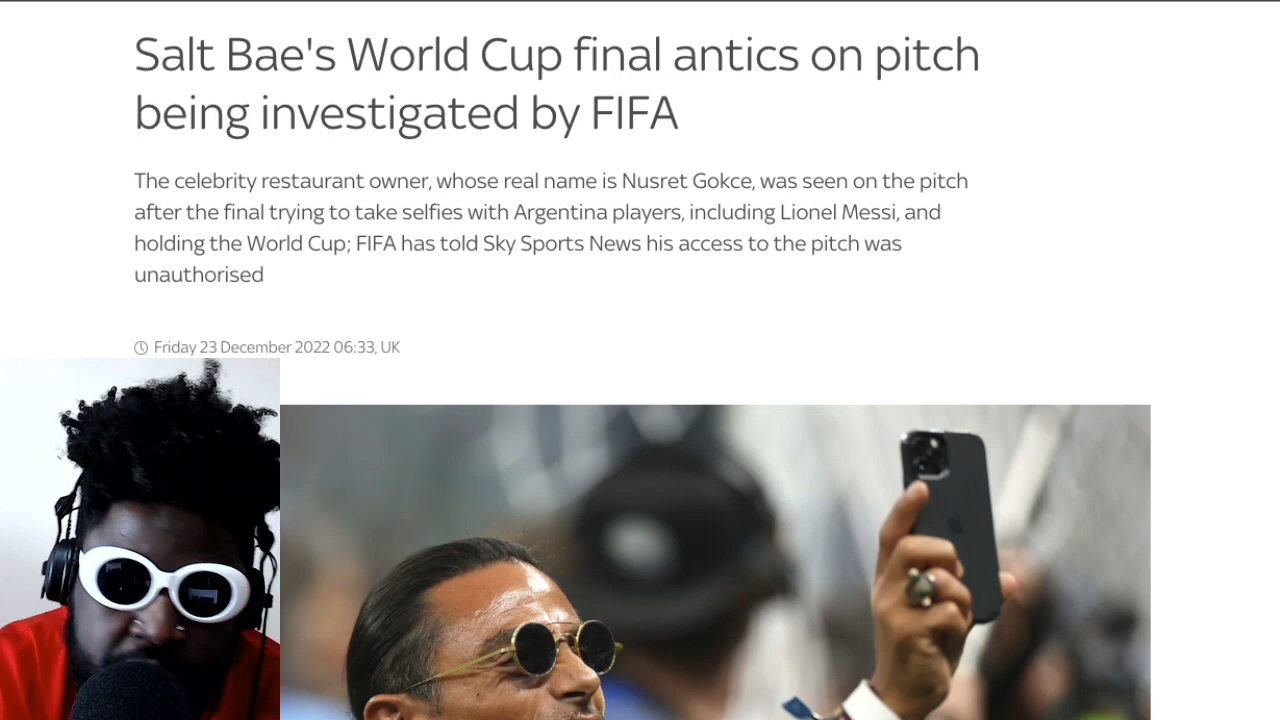 Salt Bae's World Cup final antics on pitch
being investigated by FIFA
The celebrity restaurant owner, whose real name is Nusret Gokce, was seen on the pitch
after the final trying to take selfies with Argentina players, including Lionel Messi, and
holding the World Cup; FIFA has told Sky Sports News his access to the pitch was
unauthorised
Friday 23 December 2022 06:33, UK